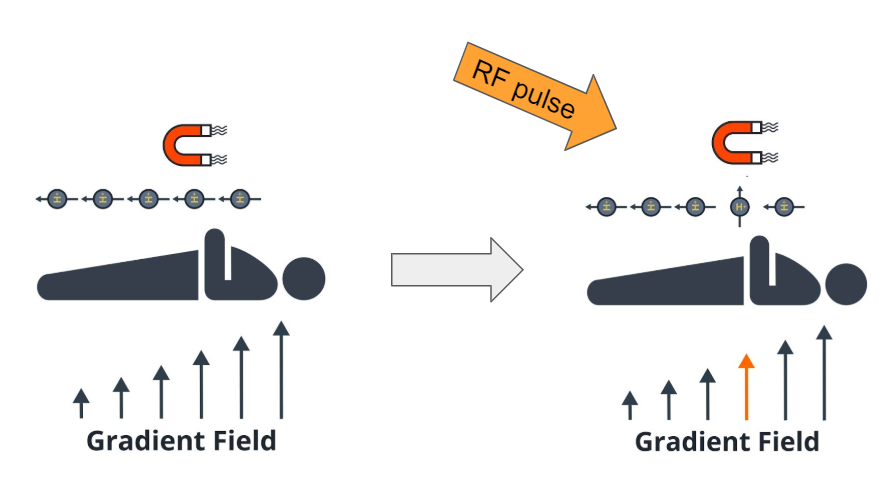 RF pulse
H H H H H
H H H H H
Gradient Field
Gradient Field